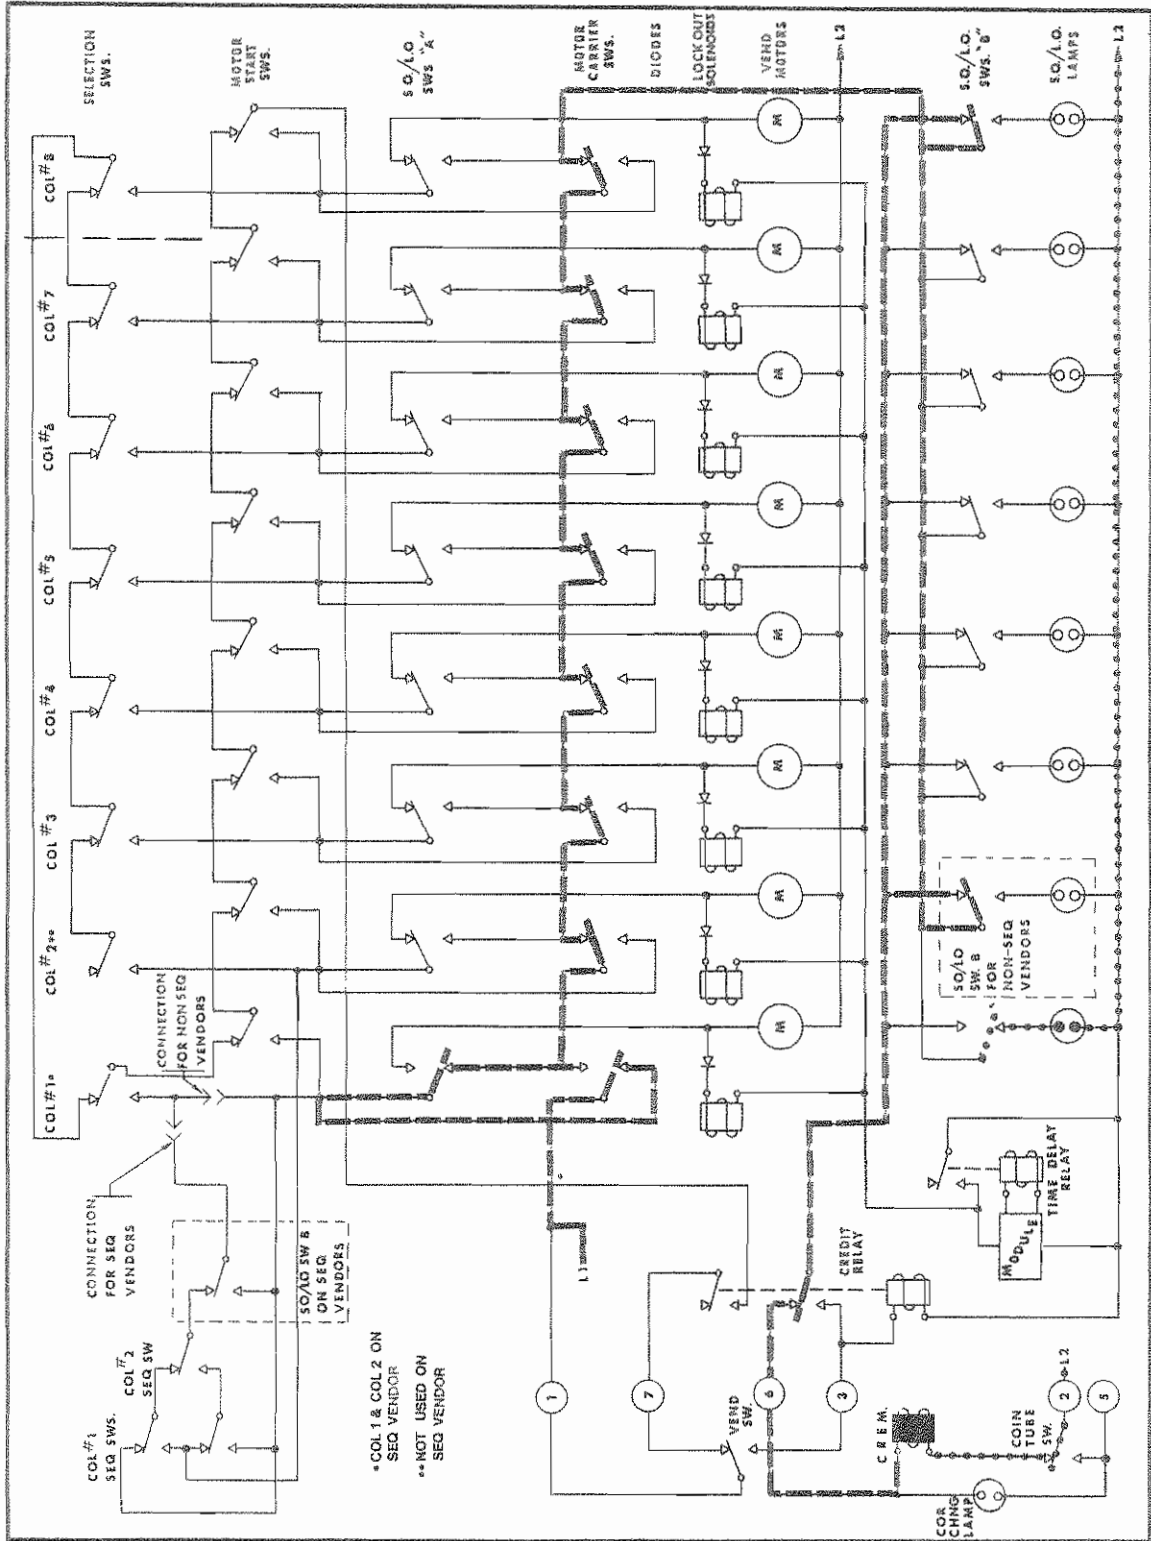 SELECTION
SWS.
MOTOR
START
SWS.
S.O./L.O.
SWS. "A"
MOTOR
CARRIER
SWS.
DIODES
LOCK OUT
SOLENOIDS
VEND
MOTORS
L2
S.O./L.O.
SWS. "B"
S.O./L.O.
LAMPS
L2
COL#8
COL#7
COL#6
COL#5
COL#4
COL#3
COL#2**
COL#1*
M
M
M
M
M
M
M
M
CONNECTION
FOR NON SEQ
VENDORS
CONNECTION
FOR SEQ
VENDORS
SO/LO SW B
ON SEQ
VENDORS
COL#2
SEQ SW
COL#1
SEQ SWS.
*COL 1 & COL 2 ON
SEQ VENDOR
**NOT USED ON
SEQ VENDOR
SO/LO
SW. B
FOR
NON-SEQ
VENDORS
L1
CREDIT
RELAY
TIME DELAY
RELAY
MODULE
1
7
6
3
2
5
VEND
SW.
C.R.E.M.
COIN
TUBE
SW.
L2
COR
CHNG
LAMP